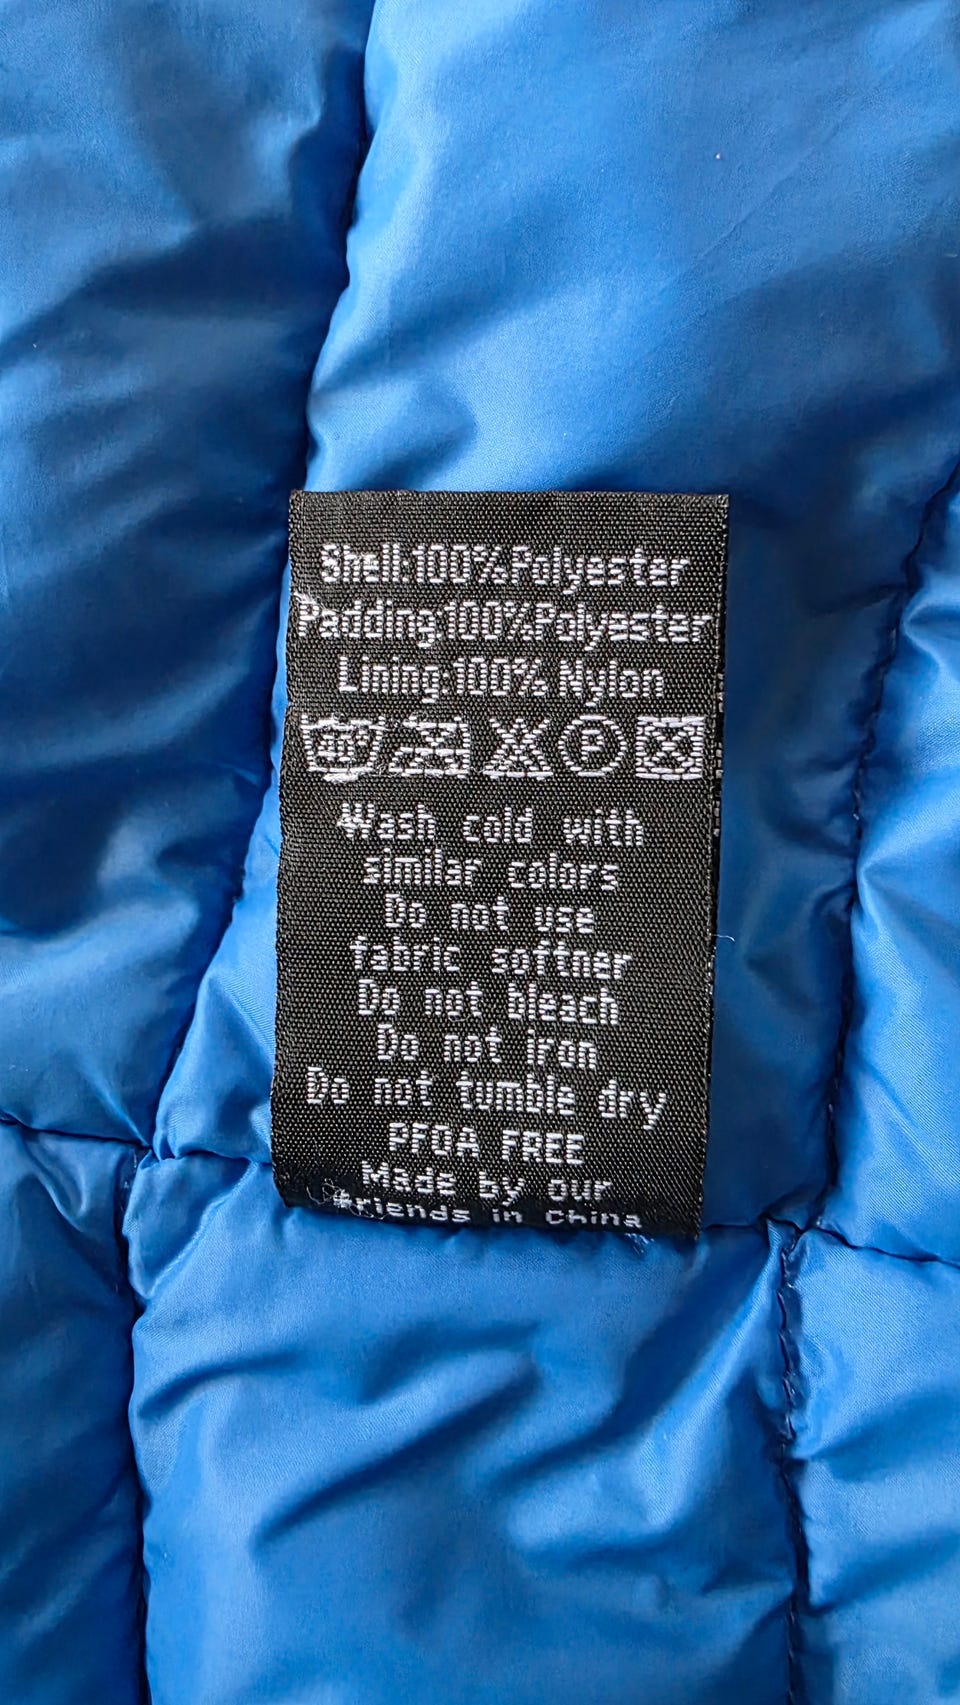 Shell:100%Polyester
Padding:100%Polyester
Lining:100% Nylon
40°
P
Wash cold with
similar colors
Do not use
fabric softner
Do not bleach
Do not iron
Do not tumble dry
PFOA FREE
Made by our
friends in China